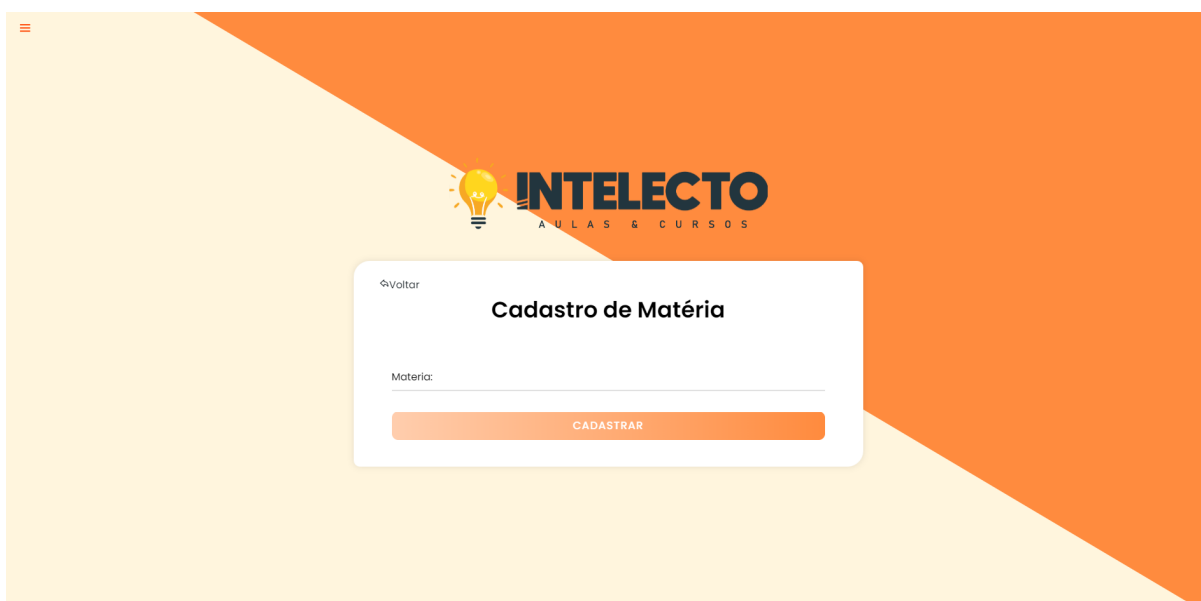 INTELECTO
AULAS & CURSOS
Voltar
Cadastro de Matéria
Materia:
CADASTRAR